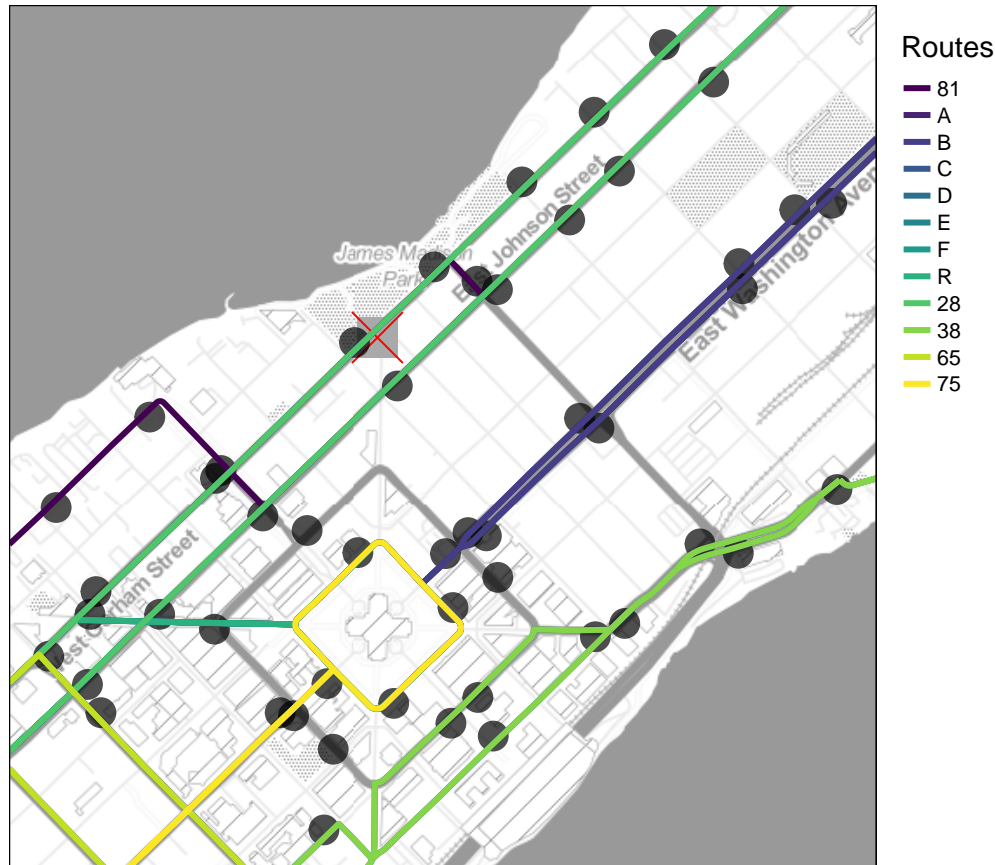 Routes
81
A
B
C
D
E
F
R
28
38
65
75
East Johnson Street
James Madison
Park
East Washington Aven
est Gorham Street